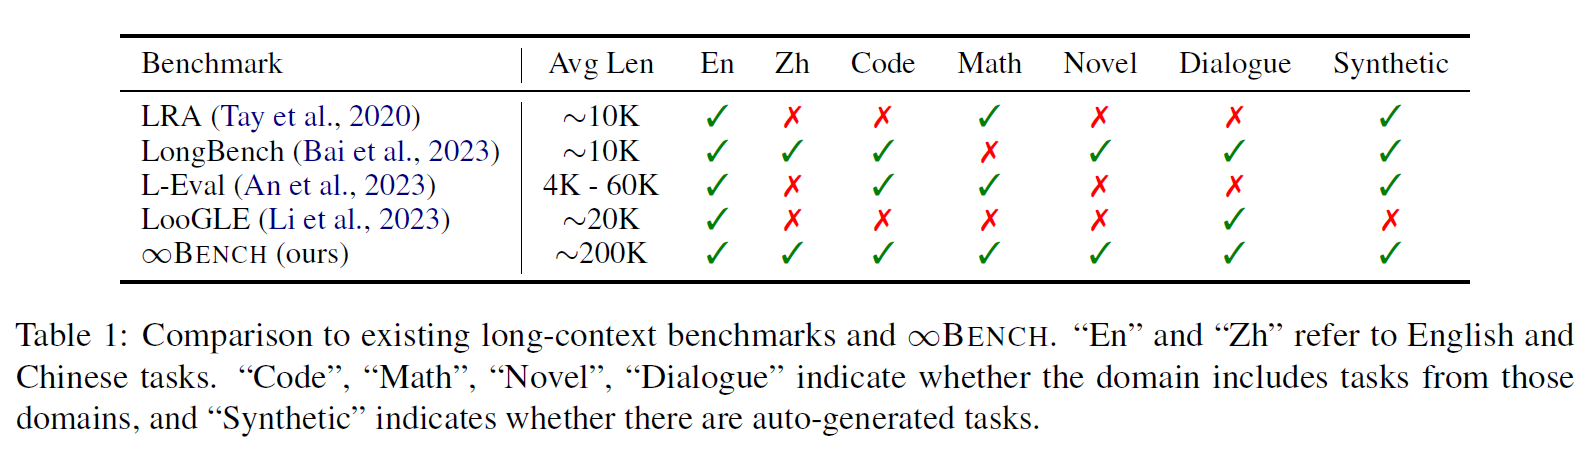 Benchmark Avg Len En Zh Code Math Novel Dialogue Synthetic
LRA (Tay et al., 2020) ∼10K ✓ ✗ ✗ ✓ ✗ ✗ ✓
LongBench (Bai et al., 2023) ∼10K ✓ ✓ ✓ ✗ ✓ ✓ ✓
L-Eval (An et al., 2023) 4K - 60K ✓ ✗ ✓ ✓ ✗ ✗ ✓
LooGLE (Li et al., 2023) ∼20K ✓ ✗ ✗ ✗ ✗ ✓ ✗
∞BENCH (ours) ∼200K ✓ ✓ ✓ ✓ ✓ ✓ ✓
Table 1: Comparison to existing long-context benchmarks and ∞BENCH. “En” and “Zh” refer to English and
Chinese tasks. “Code”, “Math”, “Novel”, “Dialogue” indicate whether the domain includes tasks from those
domains, and “Synthetic” indicates whether there are auto-generated tasks.